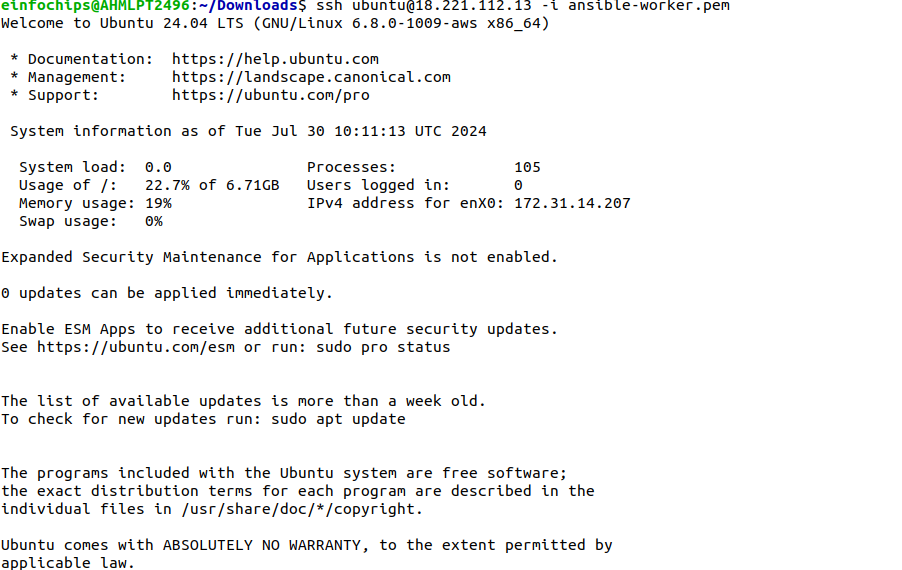 einfochips@AHMLPT2496:~/Downloads$ ssh ubuntu@18.221.112.13 -i ansible-worker.pem
Welcome to Ubuntu 24.04 LTS (GNU/Linux 6.8.0-1009-aws x86_64)
 * Documentation:  https://help.ubuntu.com
 * Management:     https://landscape.canonical.com
 * Support:        https://ubuntu.com/pro
 System information as of Tue Jul 30 10:11:13 UTC 2024
  System load:  0.0               Processes:             105
  Usage of /:   22.7% of 6.71GB   Users logged in:       0
  Memory usage: 19%               IPv4 address for enX0: 172.31.14.207
  Swap usage:   0%
Expanded Security Maintenance for Applications is not enabled.
0 updates can be applied immediately.
Enable ESM Apps to receive additional future security updates.
See https://ubuntu.com/esm or run: sudo pro status
The list of available updates is more than a week old.
To check for new updates run: sudo apt update
The programs included with the Ubuntu system are free software;
the exact distribution terms for each program are described in the
individual files in /usr/share/doc/*/copyright.
Ubuntu comes with ABSOLUTELY NO WARRANTY, to the extent permitted by
applicable law.